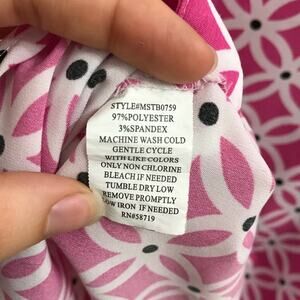 STYLE#MSTB0759
97%POLYESTER
3%SPANDEX
MACHINE WASH COLD
GENTLE CYCLE
WITH LIKE COLORS
ONLY NON CHLORINE
BLEACH IF NEEDED
TUMBLE DRY LOW
REMOVE PROMPTLY
LOW IRON IF NEEDED
RN#58719